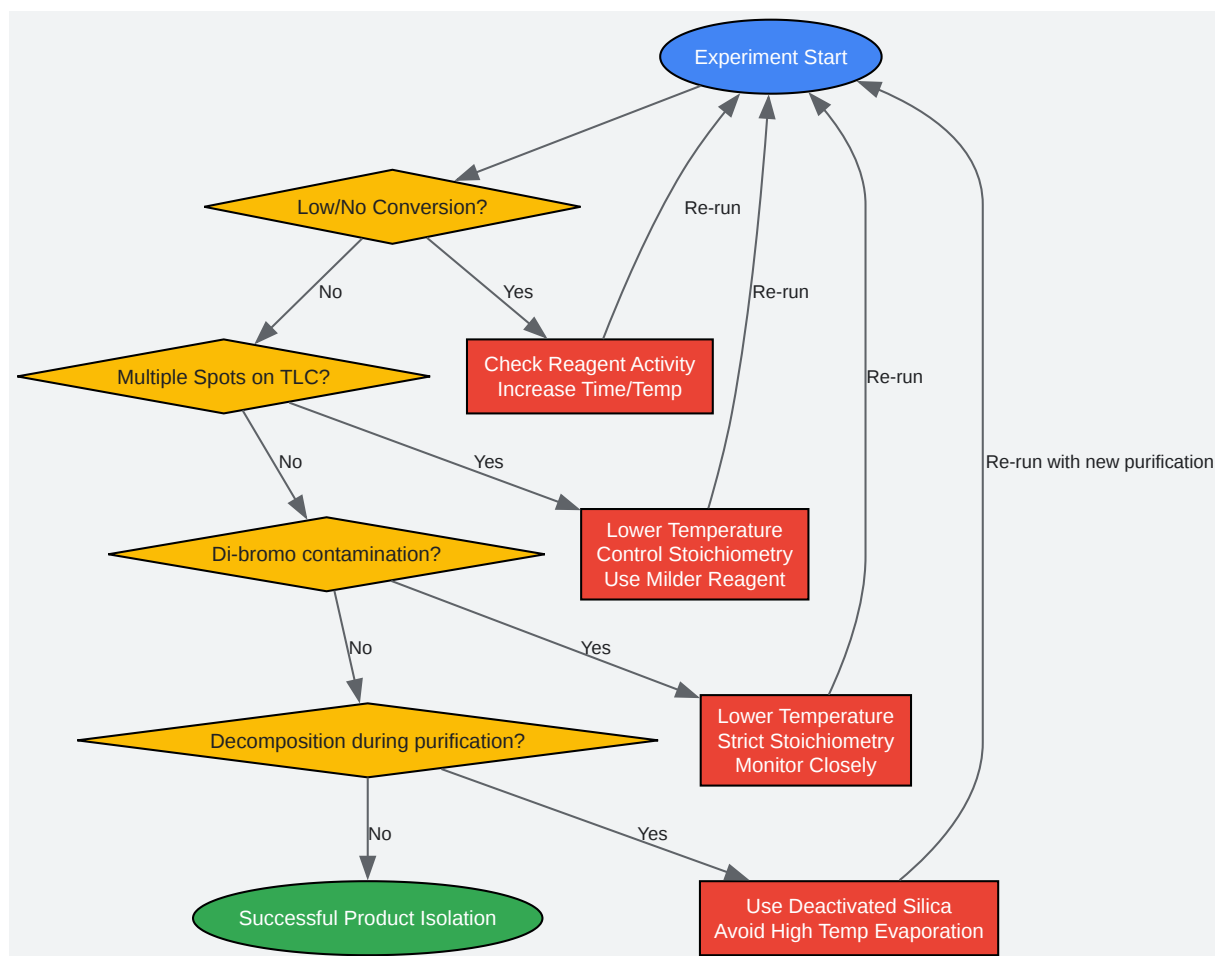 Experiment Start
Low/No Conversion?
Re-run
No
Yes
Re-run
Check Reagent Activity
Increase Time/Temp
Multiple Spots on TLC?
Re-run
No
Yes
Re-run with new purification
Lower Temperature
Control Stoichiometry
Use Milder Reagent
Di-bromo contamination?
No
Yes
Lower Temperature
Strict Stoichiometry
Monitor Closely
Decomposition during purification?
No
Yes
Successful Product Isolation
Use Deactivated Silica
Avoid High Temp Evaporation